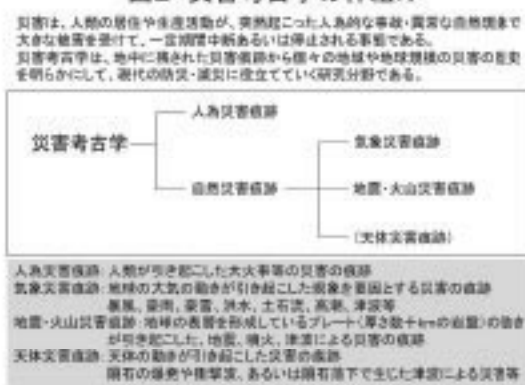 災害は、人類の居住や生産活動が、突然起こった人為的な事故・異常な自然現象で
大きな被害を受けて、一定期間中断あるいは停止される事態である。
災害考古学は、地中に残された災害痕跡から個々の地域や地球規模の災害の歴史
を明らかにして、現代の防災・減災に役立てていく研究分野である。
人為災害痕跡
災害考古学
気象災害痕跡
自然災害痕跡
地震・火山災害痕跡
(天体災害痕跡)
人為災害痕跡:人類が引き起こした大火事等の災害の痕跡
気象災害痕跡:地球の大気の動きが引き起こした現象を要因とする災害の痕跡
暴風、豪雨、豪雪、洪水、土石流、高潮、津波等
地震・火山災害痕跡:地球の表層を形成しているプレート(厚さ数十kmの岩盤)の動き
が引き起こした、地震、噴火、津波による災害の痕跡
天体災害痕跡:天体の動きが引き起こした災害の痕跡
隕石の爆発や衝撃波、あるいは隕石落下で生じた津波による災害等